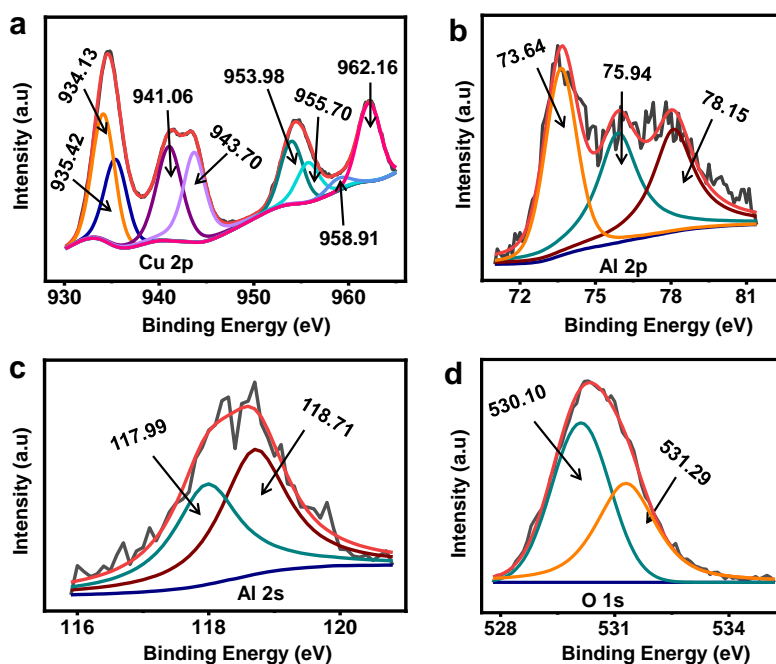 a
934.13
935.42
941.06
943.70
953.98
955.70
962.16
958.91
Cu 2p
Intensity (a.u)
930 940 950 960
Binding Energy (eV)
b
73.64
75.94
78.15
Al 2p
Intensity (a.u)
72 75 78 81
Binding Energy (eV)
c
117.99
118.71
Al 2s
Intensity (a.u)
116 118 120
Binding Energy (eV)
d
530.10
531.29
O 1s
Intensity (a.u)
528 531 534
Binding Energy (eV)